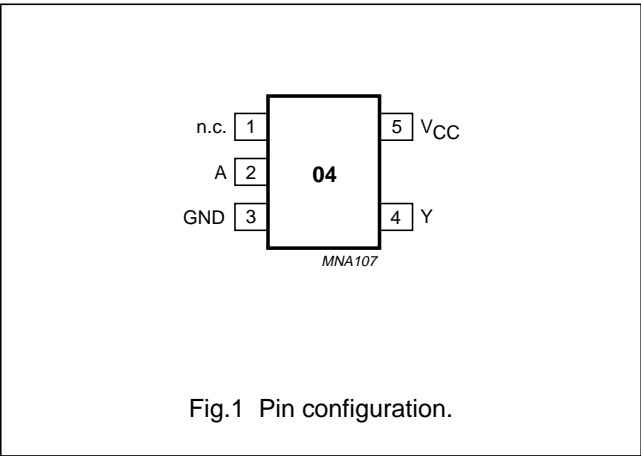 n.c. 1 5 VCC
A 2 04
GND 3 4 Y
MNA107
Fig.1 Pin configuration.